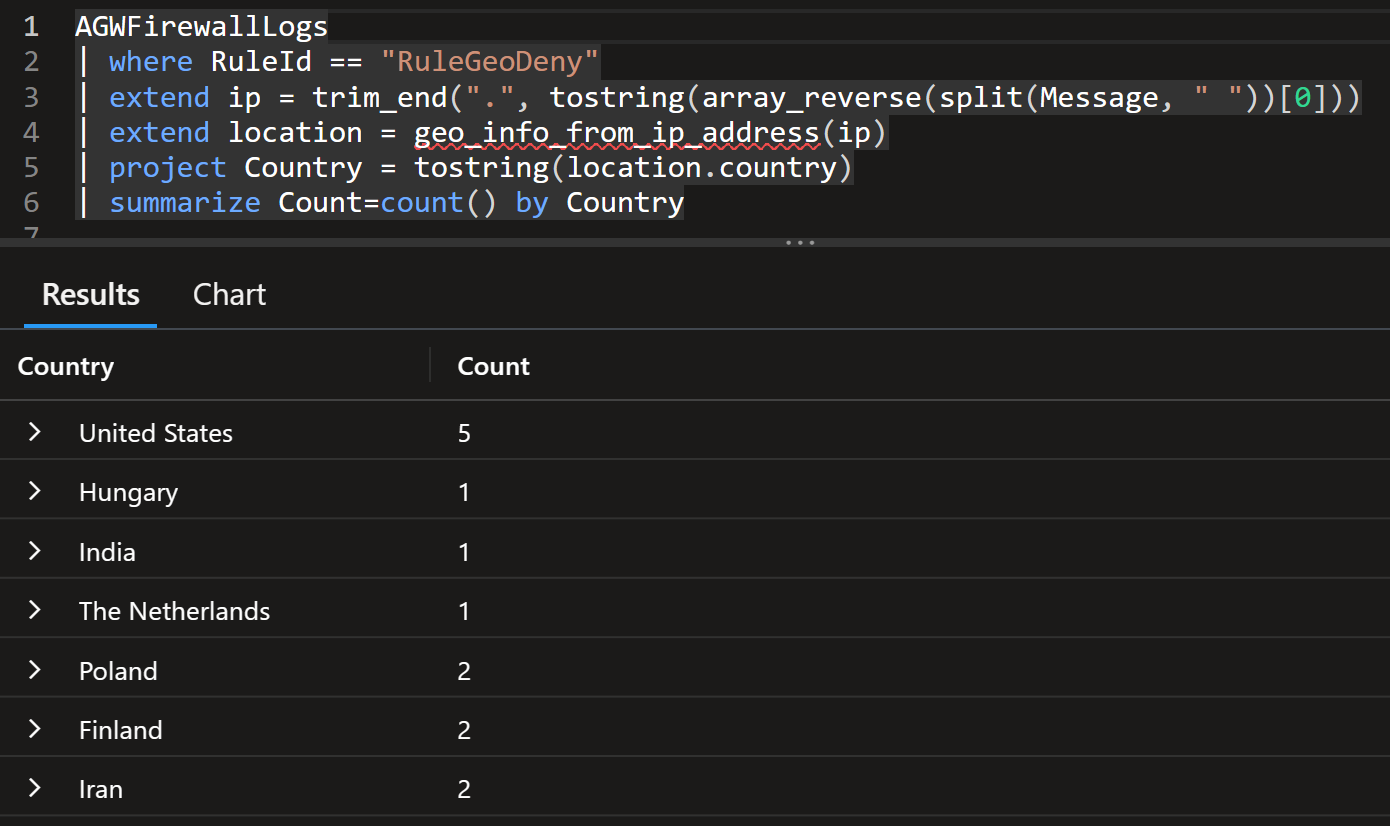 1 AGWFirewallLogs
2 | where RuleId == "RuleGeoDeny"
3 | extend ip = trim_end(".", tostring(array_reverse(split(Message, " "))[0]))
4 | extend location = geo_info_from_ip_address(ip)
5 | project Country = tostring(location.country)
6 | summarize Count=count() by Country
7
Results Chart
Country Count
United States 5
Hungary 1
India 1
The Netherlands 1
Poland 2
Finland 2
Iran 2